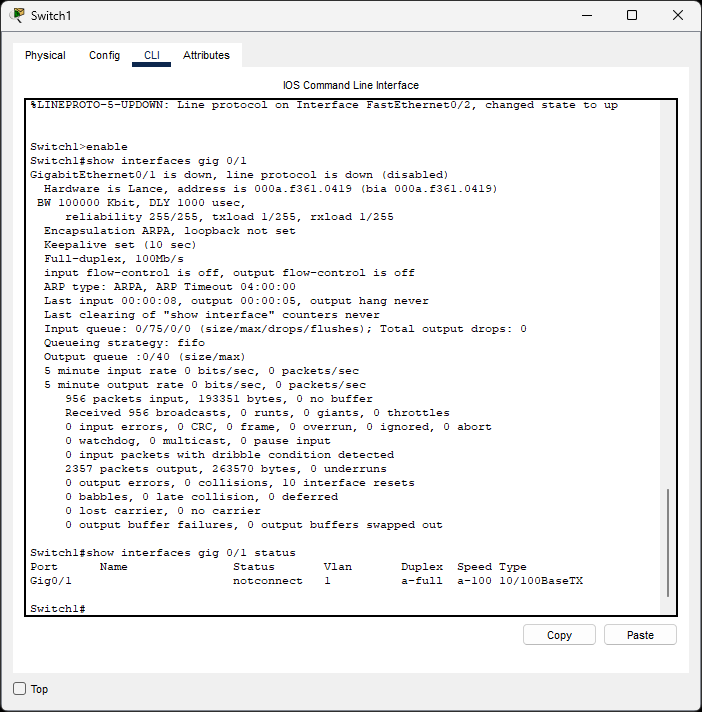 Switch1
Physical Config CLI Attributes
IOS Command Line Interface
%LINEPROTO-5-UPDOWN: Line protocol on Interface FastEthernet0/2, changed state to up
Switch1>enable
Switch1#show interfaces gig 0/1
GigabitEthernet0/1 is down, line protocol is down (disabled)
Hardware is Lance, address is 000a.f361.0419 (bia 000a.f361.0419)
BW 100000 Kbit, DLY 1000 usec,
reliability 255/255, txload 1/255, rxload 1/255
Encapsulation ARPA, loopback not set
Keepalive set (10 sec)
Full-duplex, 100Mb/s
input flow-control is off, output flow-control is off
ARP type: ARPA, ARP Timeout 04:00:00
Last input 00:00:08, output 00:00:05, output hang never
Last clearing of "show interface" counters never
Input queue: 0/75/0/0 (size/max/drops/flushes); Total output drops: 0
Queueing strategy: fifo
Output queue :0/40 (size/max)
5 minute input rate 0 bits/sec, 0 packets/sec
5 minute output rate 0 bits/sec, 0 packets/sec
956 packets input, 193351 bytes, 0 no buffer
Received 956 broadcasts, 0 runts, 0 giants, 0 throttles
0 input errors, 0 CRC, 0 frame, 0 overrun, 0 ignored, 0 abort
0 watchdog, 0 multicast, 0 pause input
0 input packets with dribble condition detected
2357 packets output, 263570 bytes, 0 underruns
0 output errors, 0 collisions, 10 interface resets
0 babbles, 0 late collision, 0 deferred
0 lost carrier, 0 no carrier
0 output buffer failures, 0 output buffers swapped out
Switch1#show interfaces gig 0/1 status
Port Name Status Vlan Duplex Speed Type
Gig0/1 notconnect 1 a-full a-100 10/100BaseTX
Switch1#
Copy Paste
Top